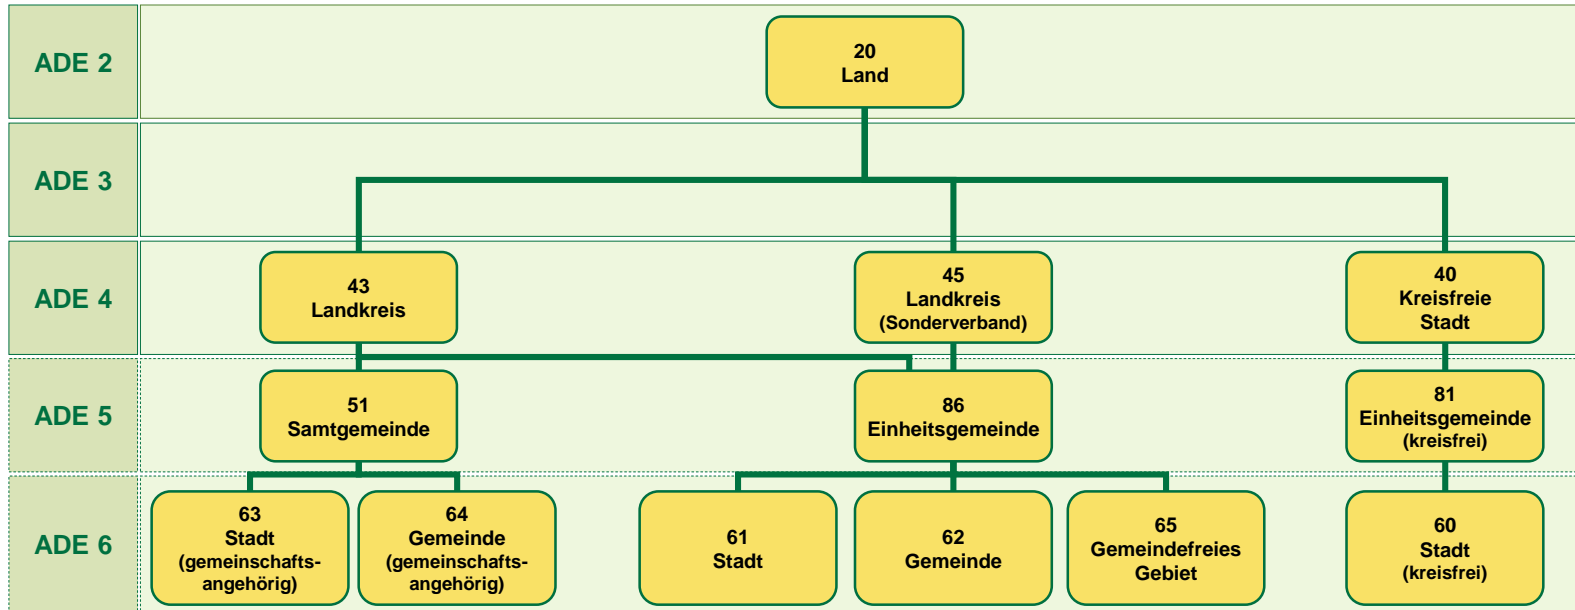 ADE 2
20
Land
ADE 3
ADE 4
43
Landkreis
45
Landkreis
(Sonderverband)
40
Kreisfreie
Stadt
ADE 5
51
Samtgemeinde
86
Einheitsgemeinde
81
Einheitsgemeinde
(kreisfrei)
ADE 6
63
Stadt
(gemeinschafts-
angehörig)
64
Gemeinde
(gemeinschafts-
angehörig)
61
Stadt
62
Gemeinde
65
Gemeindefreies
Gebiet
60
Stadt
(kreisfrei)